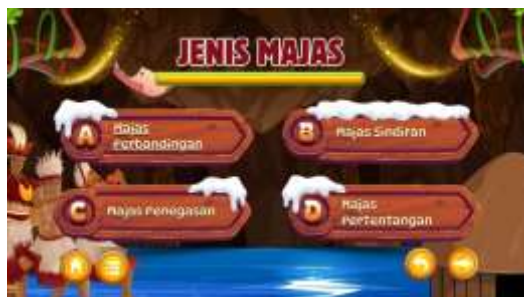 JENIS MAJAS
A
Majas
Perbandingan
B
Majas Sindiran
C
Majas Penegasan
D
Majas
Pertentangan